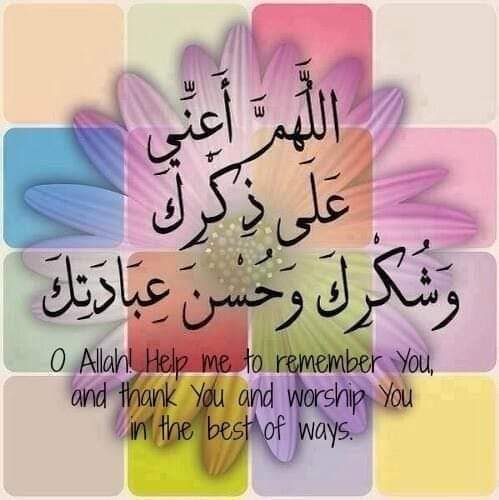 اللَّهُمَّ أَعِنِّي
عَلَى ذِكْرِكَ
وَشُكْرِكَ وَحُسْنِ عِبَادَتِكَ
O Allah! Help me to remember You,
and thank You and worship You
in the best of ways.